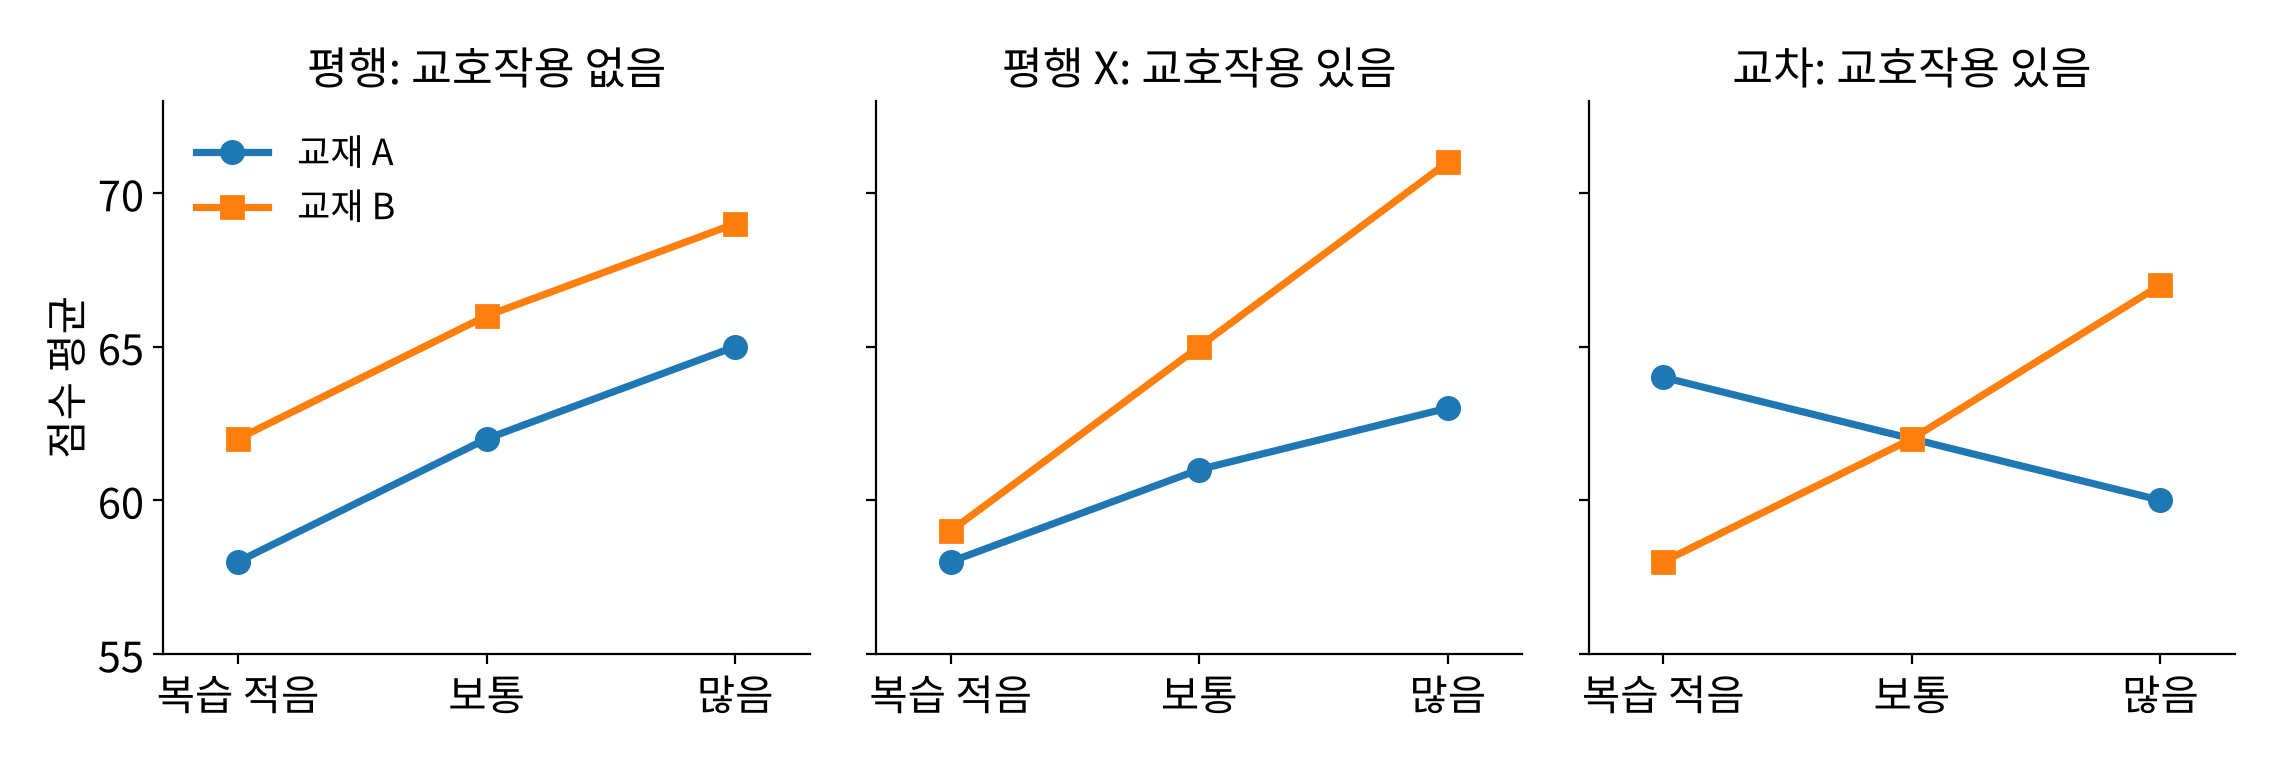 평행: 교호작용 없음
평행 X: 교호작용 있음
교차: 교호작용 있음
교재 A
교재 B
점수 평균
70
65
60
55
복습 적음
보통
많음
복습 적음
보통
많음
복습 적음
보통
많음